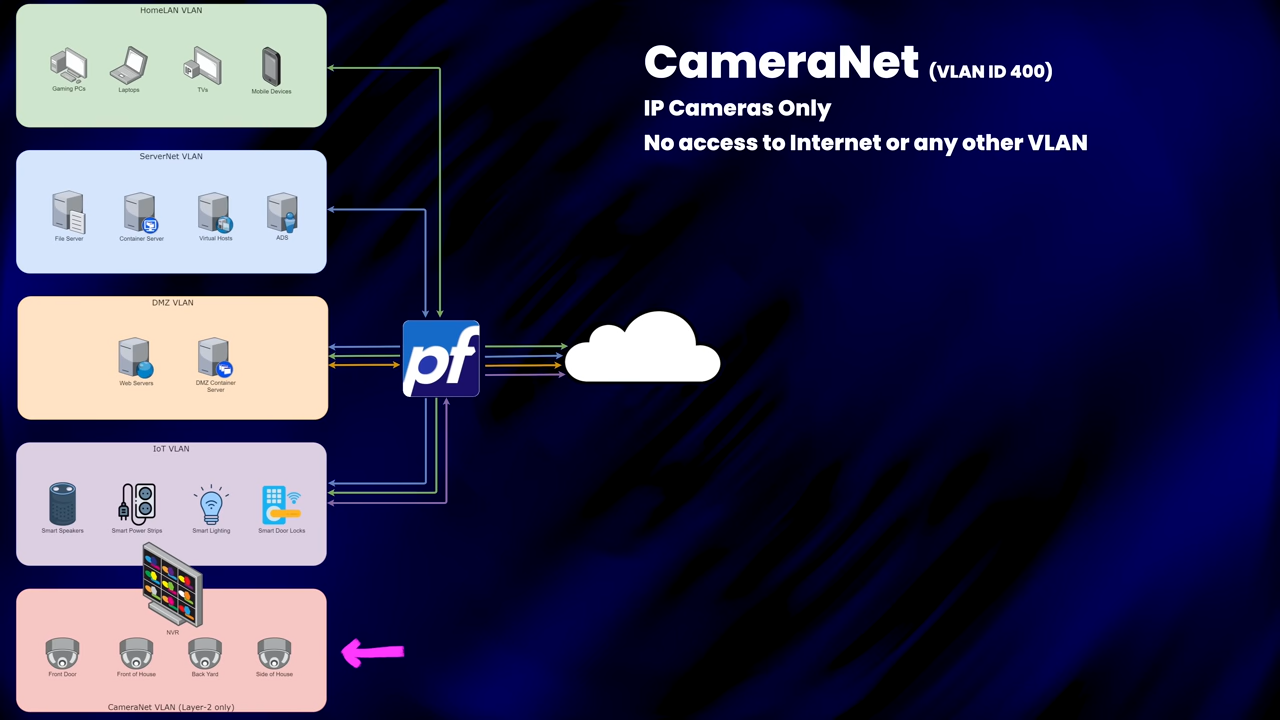 HomeLAN VLAN
Gaming PCs
Laptops
TVs
Mobile Devices
ServerNet VLAN
File Server
Container Server
Virtual Hosts
ADS
DMZ VLAN
Web Servers
DMZ Container
Server
IoT VLAN
Smart Speakers
Smart Power Strips
Smart Lighting
Smart Door Locks
NVR
Front Door
Front of House
Back Yard
Side of House
CameraNet VLAN (Layer-2 only)
pf
CameraNet (VLAN ID 400)
IP Cameras Only
No access to Internet or any other VLAN